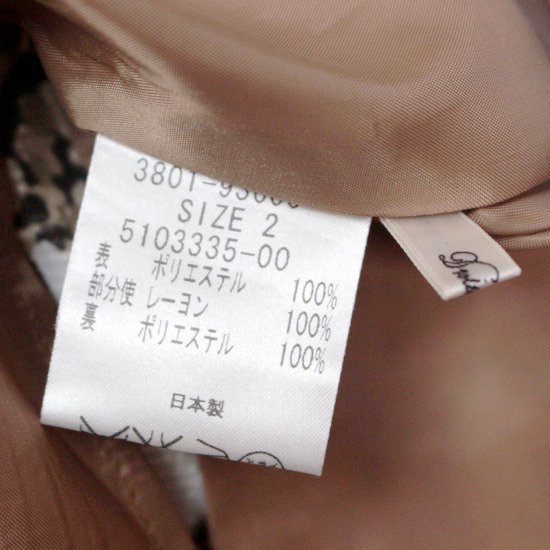 SIZE 2
5103335-00
表 ポリエステル 100%
部分使 レーヨン 100%
裏 ポリエステル 100%
日本製